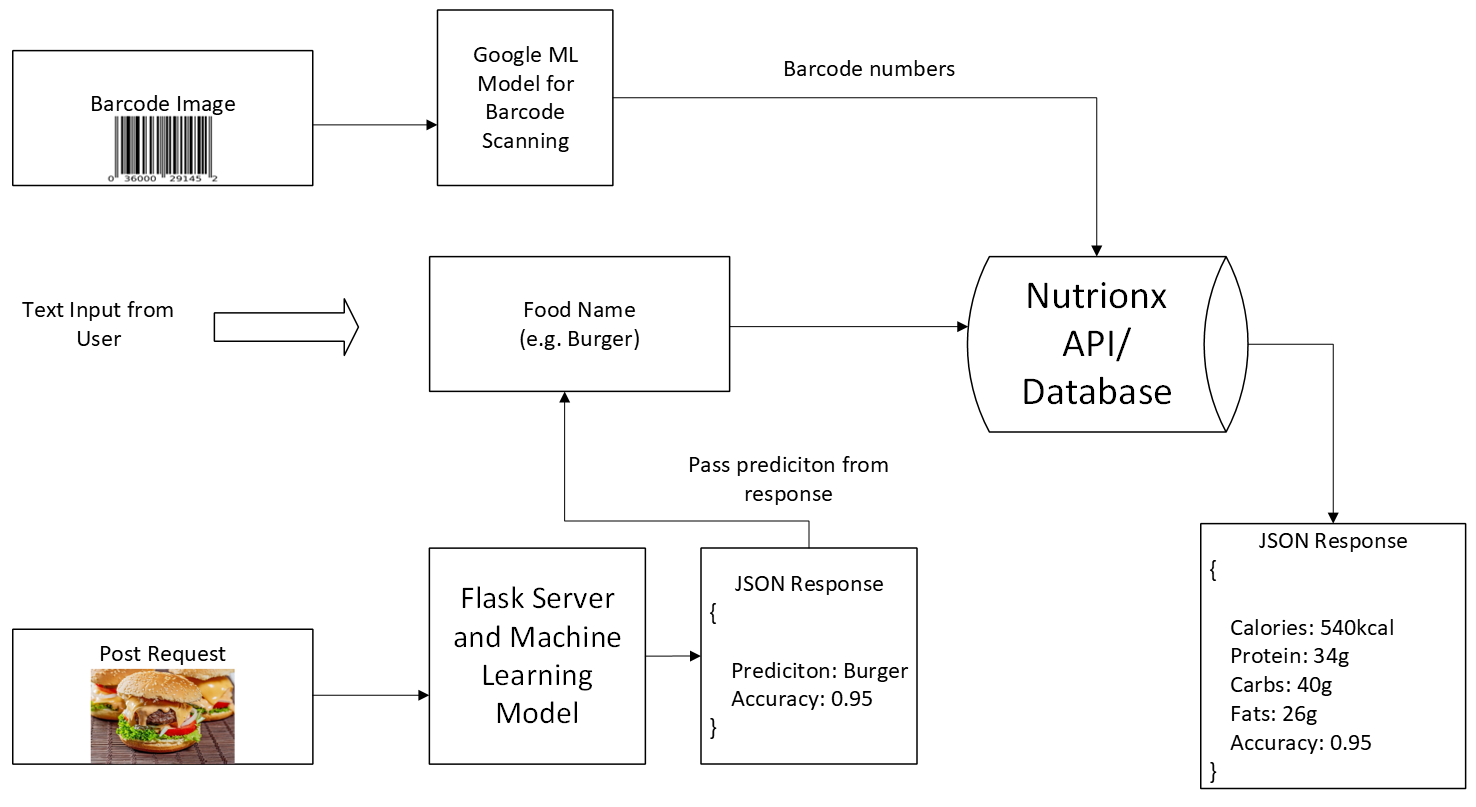 Barcode Image
0 36000 29145 2
Google ML
Model for
Barcode
Scanning
Barcode numbers
Text Input from
User
Food Name
(e.g. Burger)
Nutrionx
API/
Database
Pass prediciton from
response
Post Request
Flask Server
and Machine
Learning
Model
JSON Response
{
Prediciton: Burger
Accuracy: 0.95
}
JSON Response
{
Calories: 540kcal
Protein: 34g
Carbs: 40g
Fats: 26g
Accuracy: 0.95
}